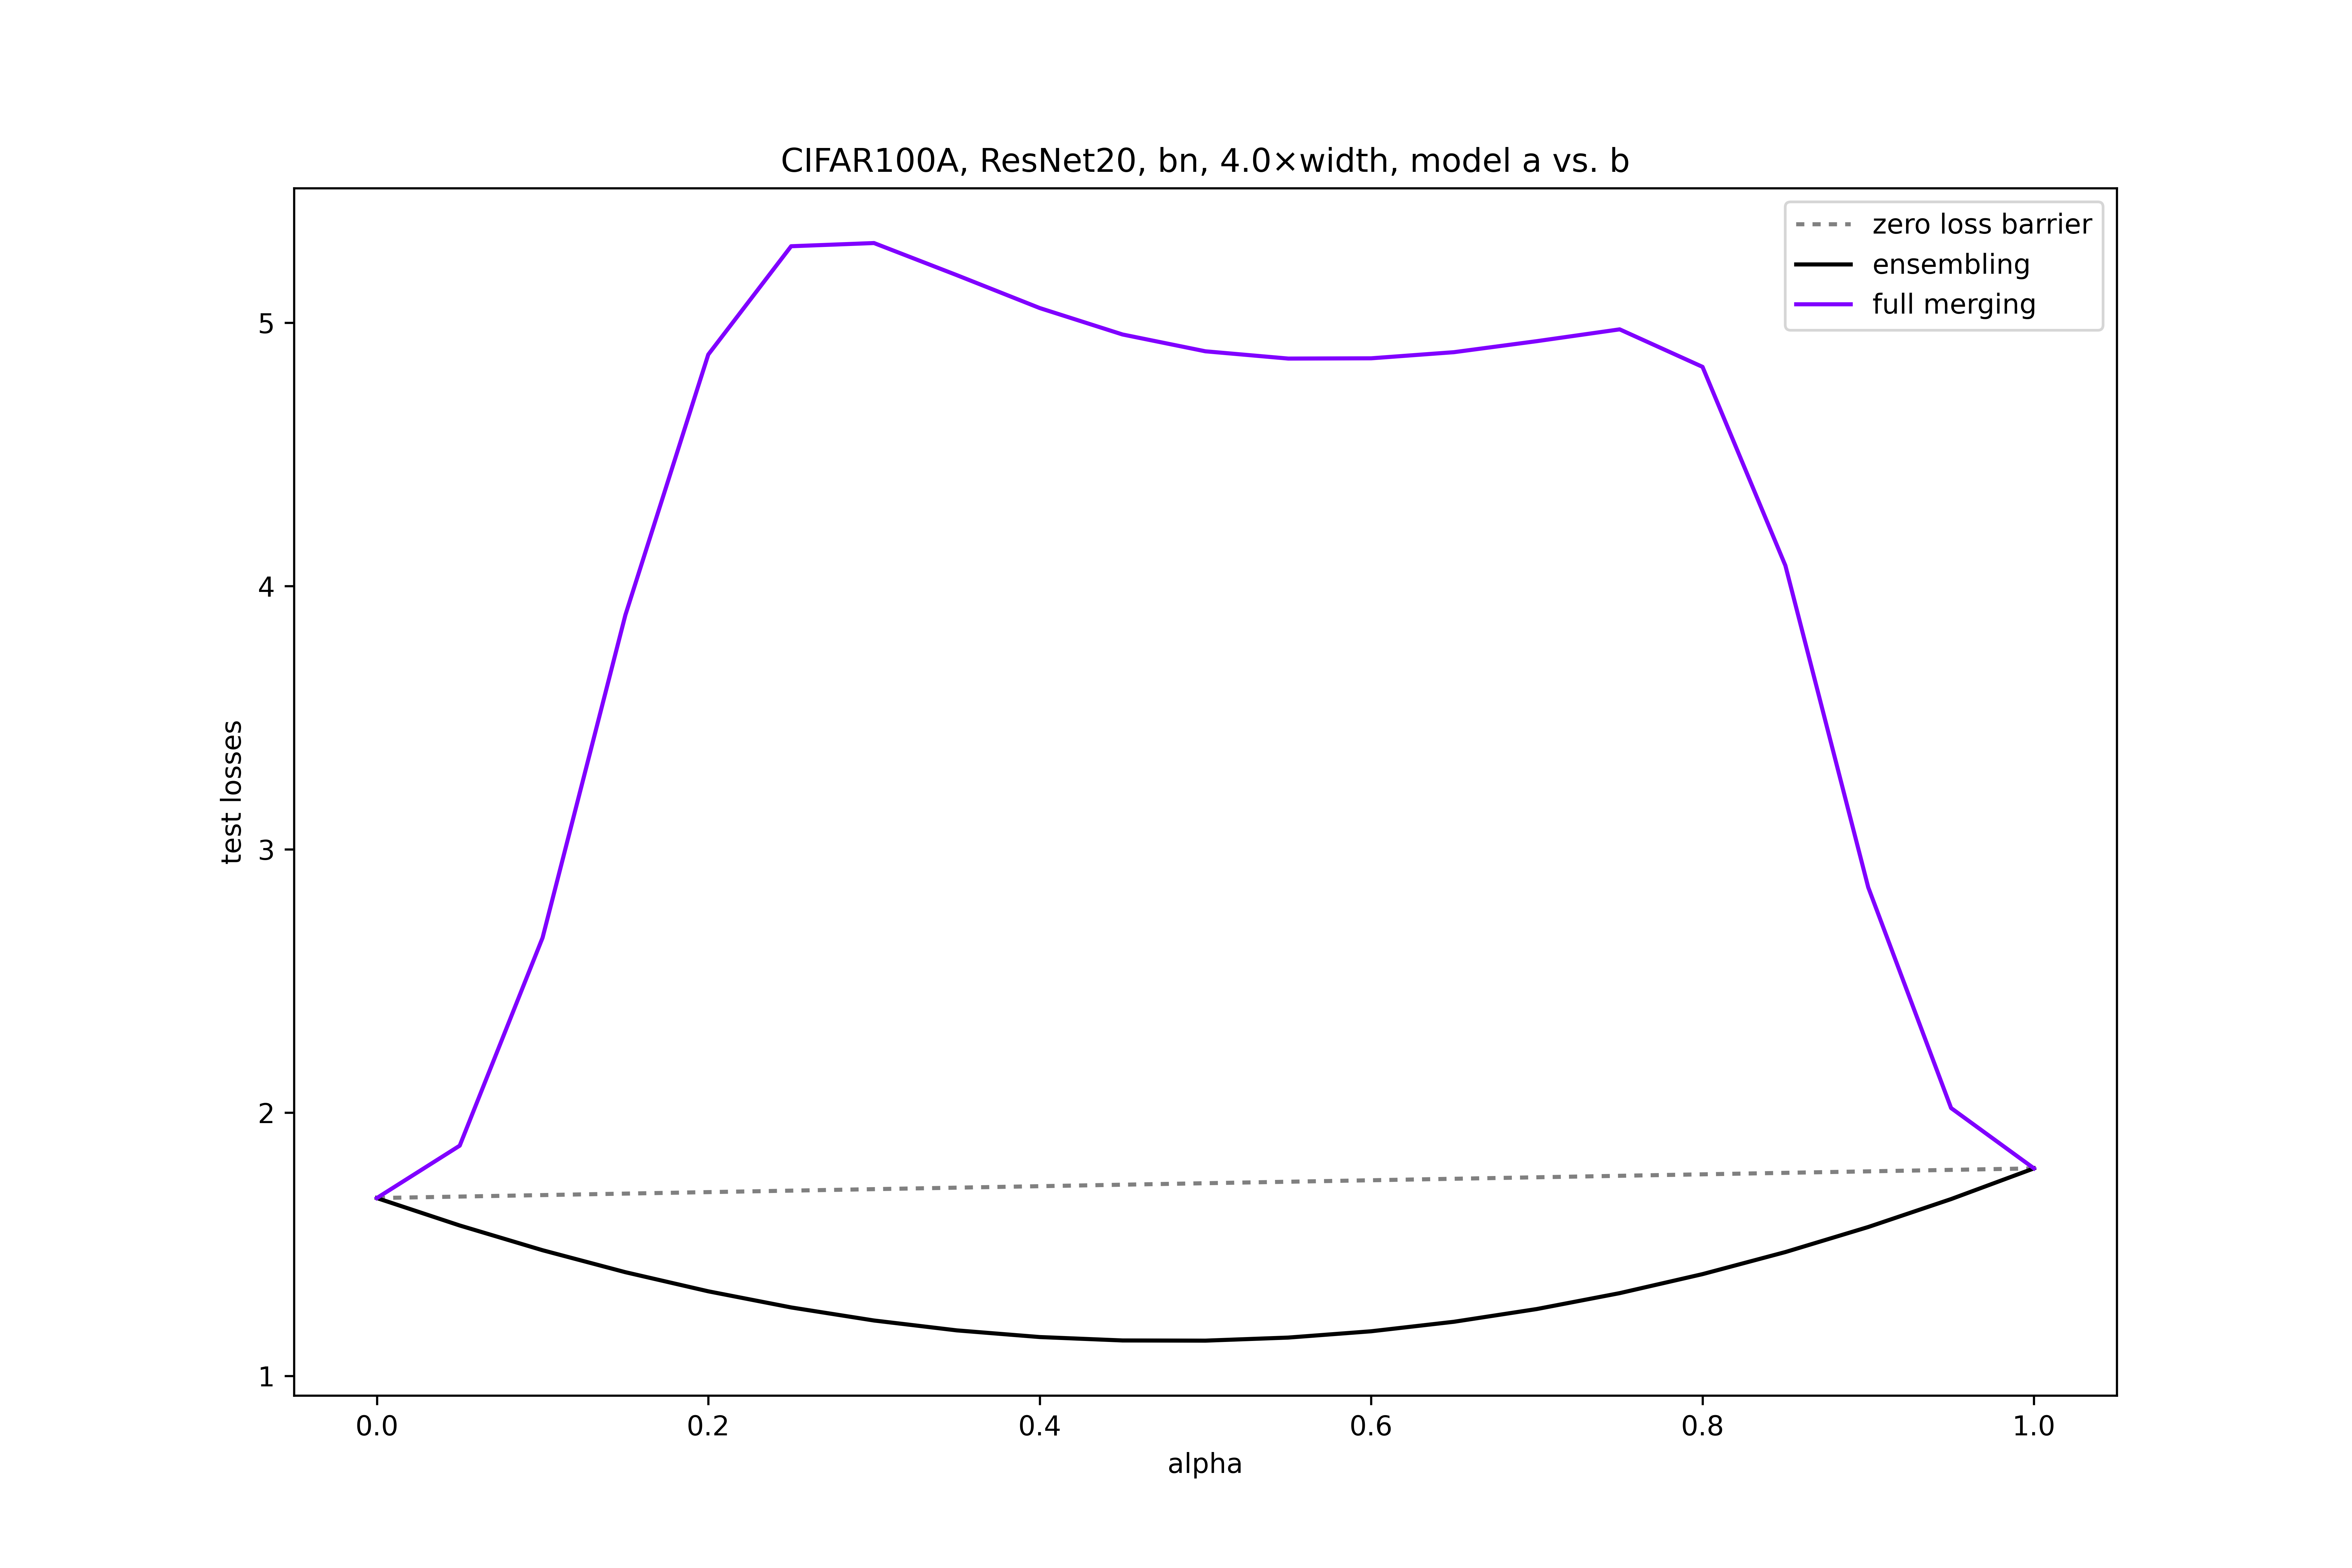 CIFAR100A, ResNet20, bn, 4.0×width, model a vs. b
zero loss barrier
ensembling
full merging
5
4
3
2
1
test losses
0.0 0.2 0.4 0.6 0.8 1.0
alpha